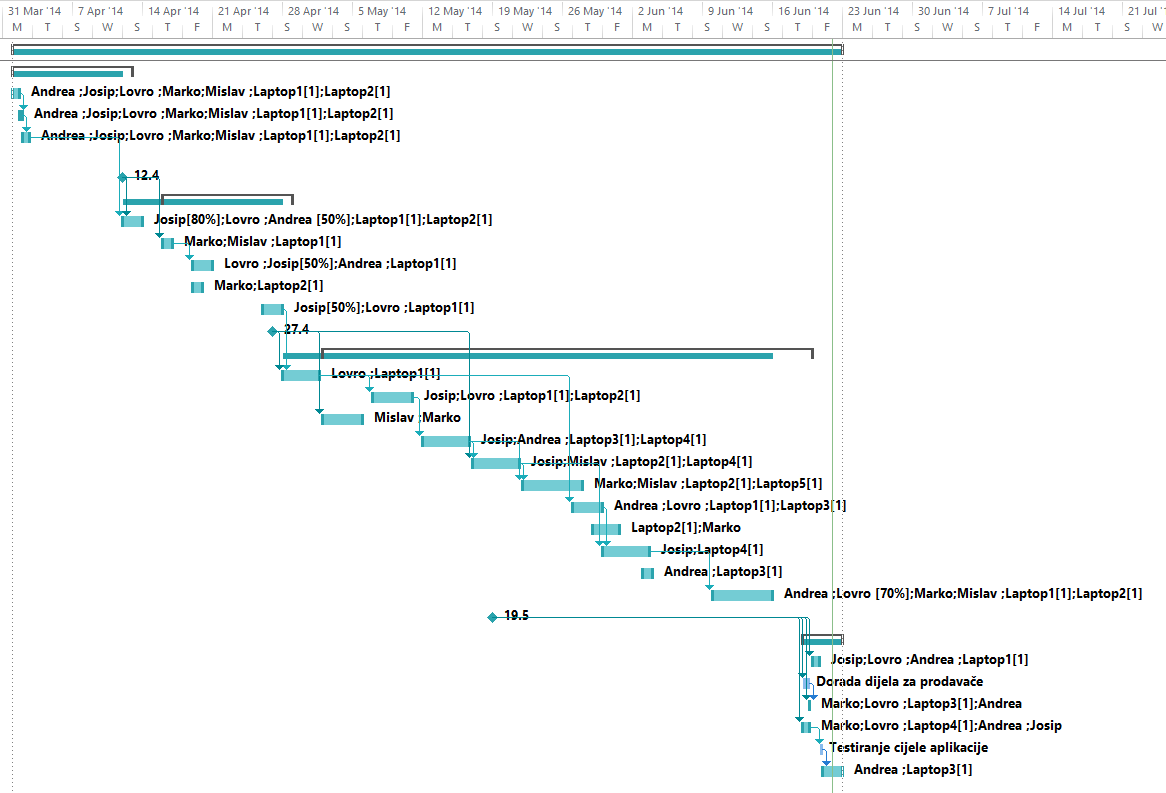 31 Mar '14 7 Apr '14 14 Apr '14 21 Apr '14 28 Apr '14 5 May '14 12 May '14 19 May '14 26 May '14 2 Jun '14 9 Jun '14 16 Jun '14 23 Jun '14 30 Jun '14 7 Jul '14 14 Jul '14 21 Jul '1
M T S S W T F M T S S W T F M T S S W T F M T S S W T F M T S S W
Andrea ;Josip;Lovro ;Marko;Mislav ;Laptop1[1];Laptop2[1]
Andrea ;Josip;Lovro ;Marko;Mislav ;Laptop1[1];Laptop2[1]
Andrea ;Josip;Lovro ;Marko;Mislav ;Laptop1[1];Laptop2[1]
12.4
Josip[80%];Lovro ;Andrea [50%];Laptop1[1];Laptop2[1]
Marko;Mislav ;Laptop1[1]
Lovro ;Josip[50%];Andrea ;Laptop1[1]
Marko;Laptop2[1]
Josip[50%];Lovro ;Laptop1[1]
27.4
Lovro ;Laptop1[1]
Josip;Lovro ;Laptop1[1];Laptop2[1]
Mislav ;Marko
Josip;Andrea ;Laptop3[1];Laptop4[1]
Josip;Mislav ;Laptop2[1];Laptop4[1]
Marko;Mislav ;Laptop2[1];Laptop5[1]
Andrea ;Lovro ;Laptop1[1];Laptop3[1]
Laptop2[1];Marko
Josip;Laptop4[1]
Andrea ;Laptop3[1]
Andrea ;Lovro [70%];Marko;Mislav ;Laptop1[1];Laptop2[1]
19.5
Josip;Lovro ;Andrea ;Laptop1[1]
Dorada dijela za prodavače
Marko;Lovro ;Laptop3[1];Andrea
Marko;Lovro ;Laptop4[1];Andrea ;Josip
Testiranje cijele aplikacije
Andrea ;Laptop3[1]